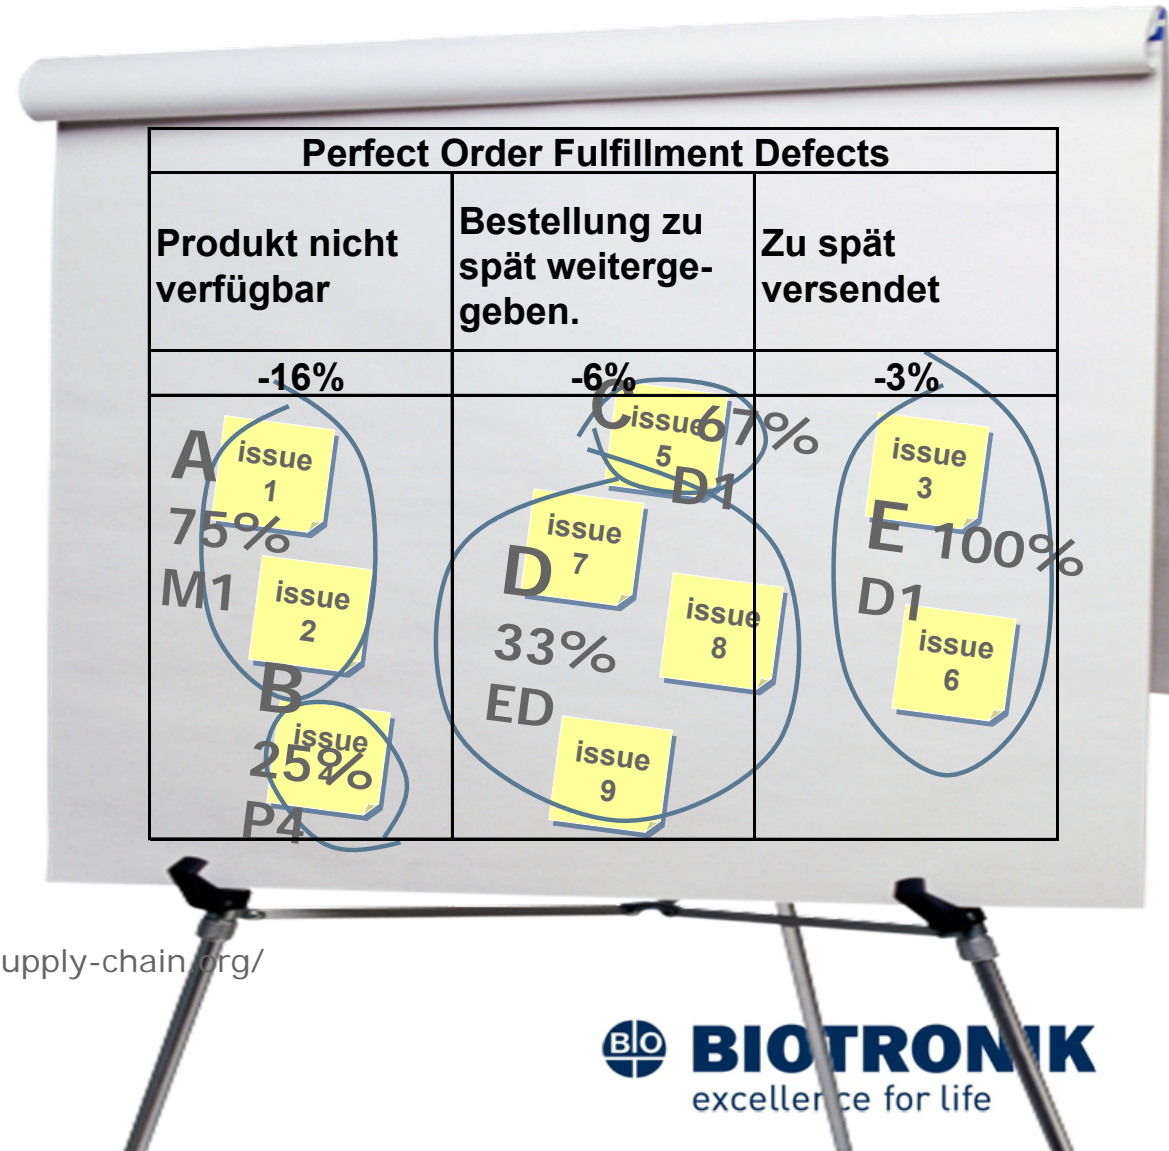 Perfect Order Fulfillment Defects
Produkt nicht
verfügbar
Bestellung zu
spät weiterge-
geben.
Zu spät
versendet
-16%
-6%
-3%
A
issue
1
75%
M1
issue
2
B
issue
4
25%
P4
C
issue
5
67%
D1
issue
7
D
33%
ED
issue
8
issue
9
issue
3
E 100%
D1
issue
6
upply-chain.org/
BIO
BIOTRONIK
excellence for life